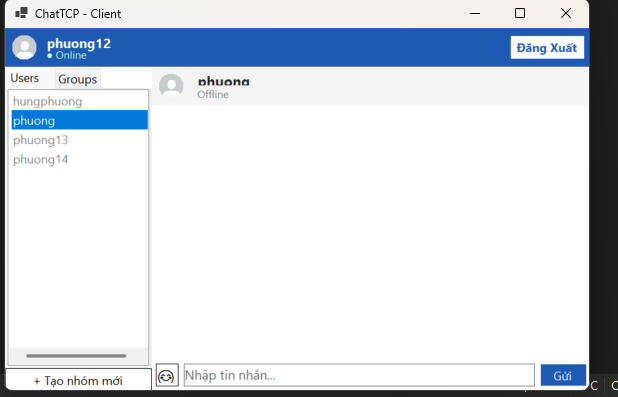 ChatTCP - Client
phuong12
Online
Đăng Xuất
Users
Groups
hungphuong
phuong
phuong13
phuong14
+ Tạo nhóm mới
phuong
Offline
Nhập tin nhắn...
Gửi
C